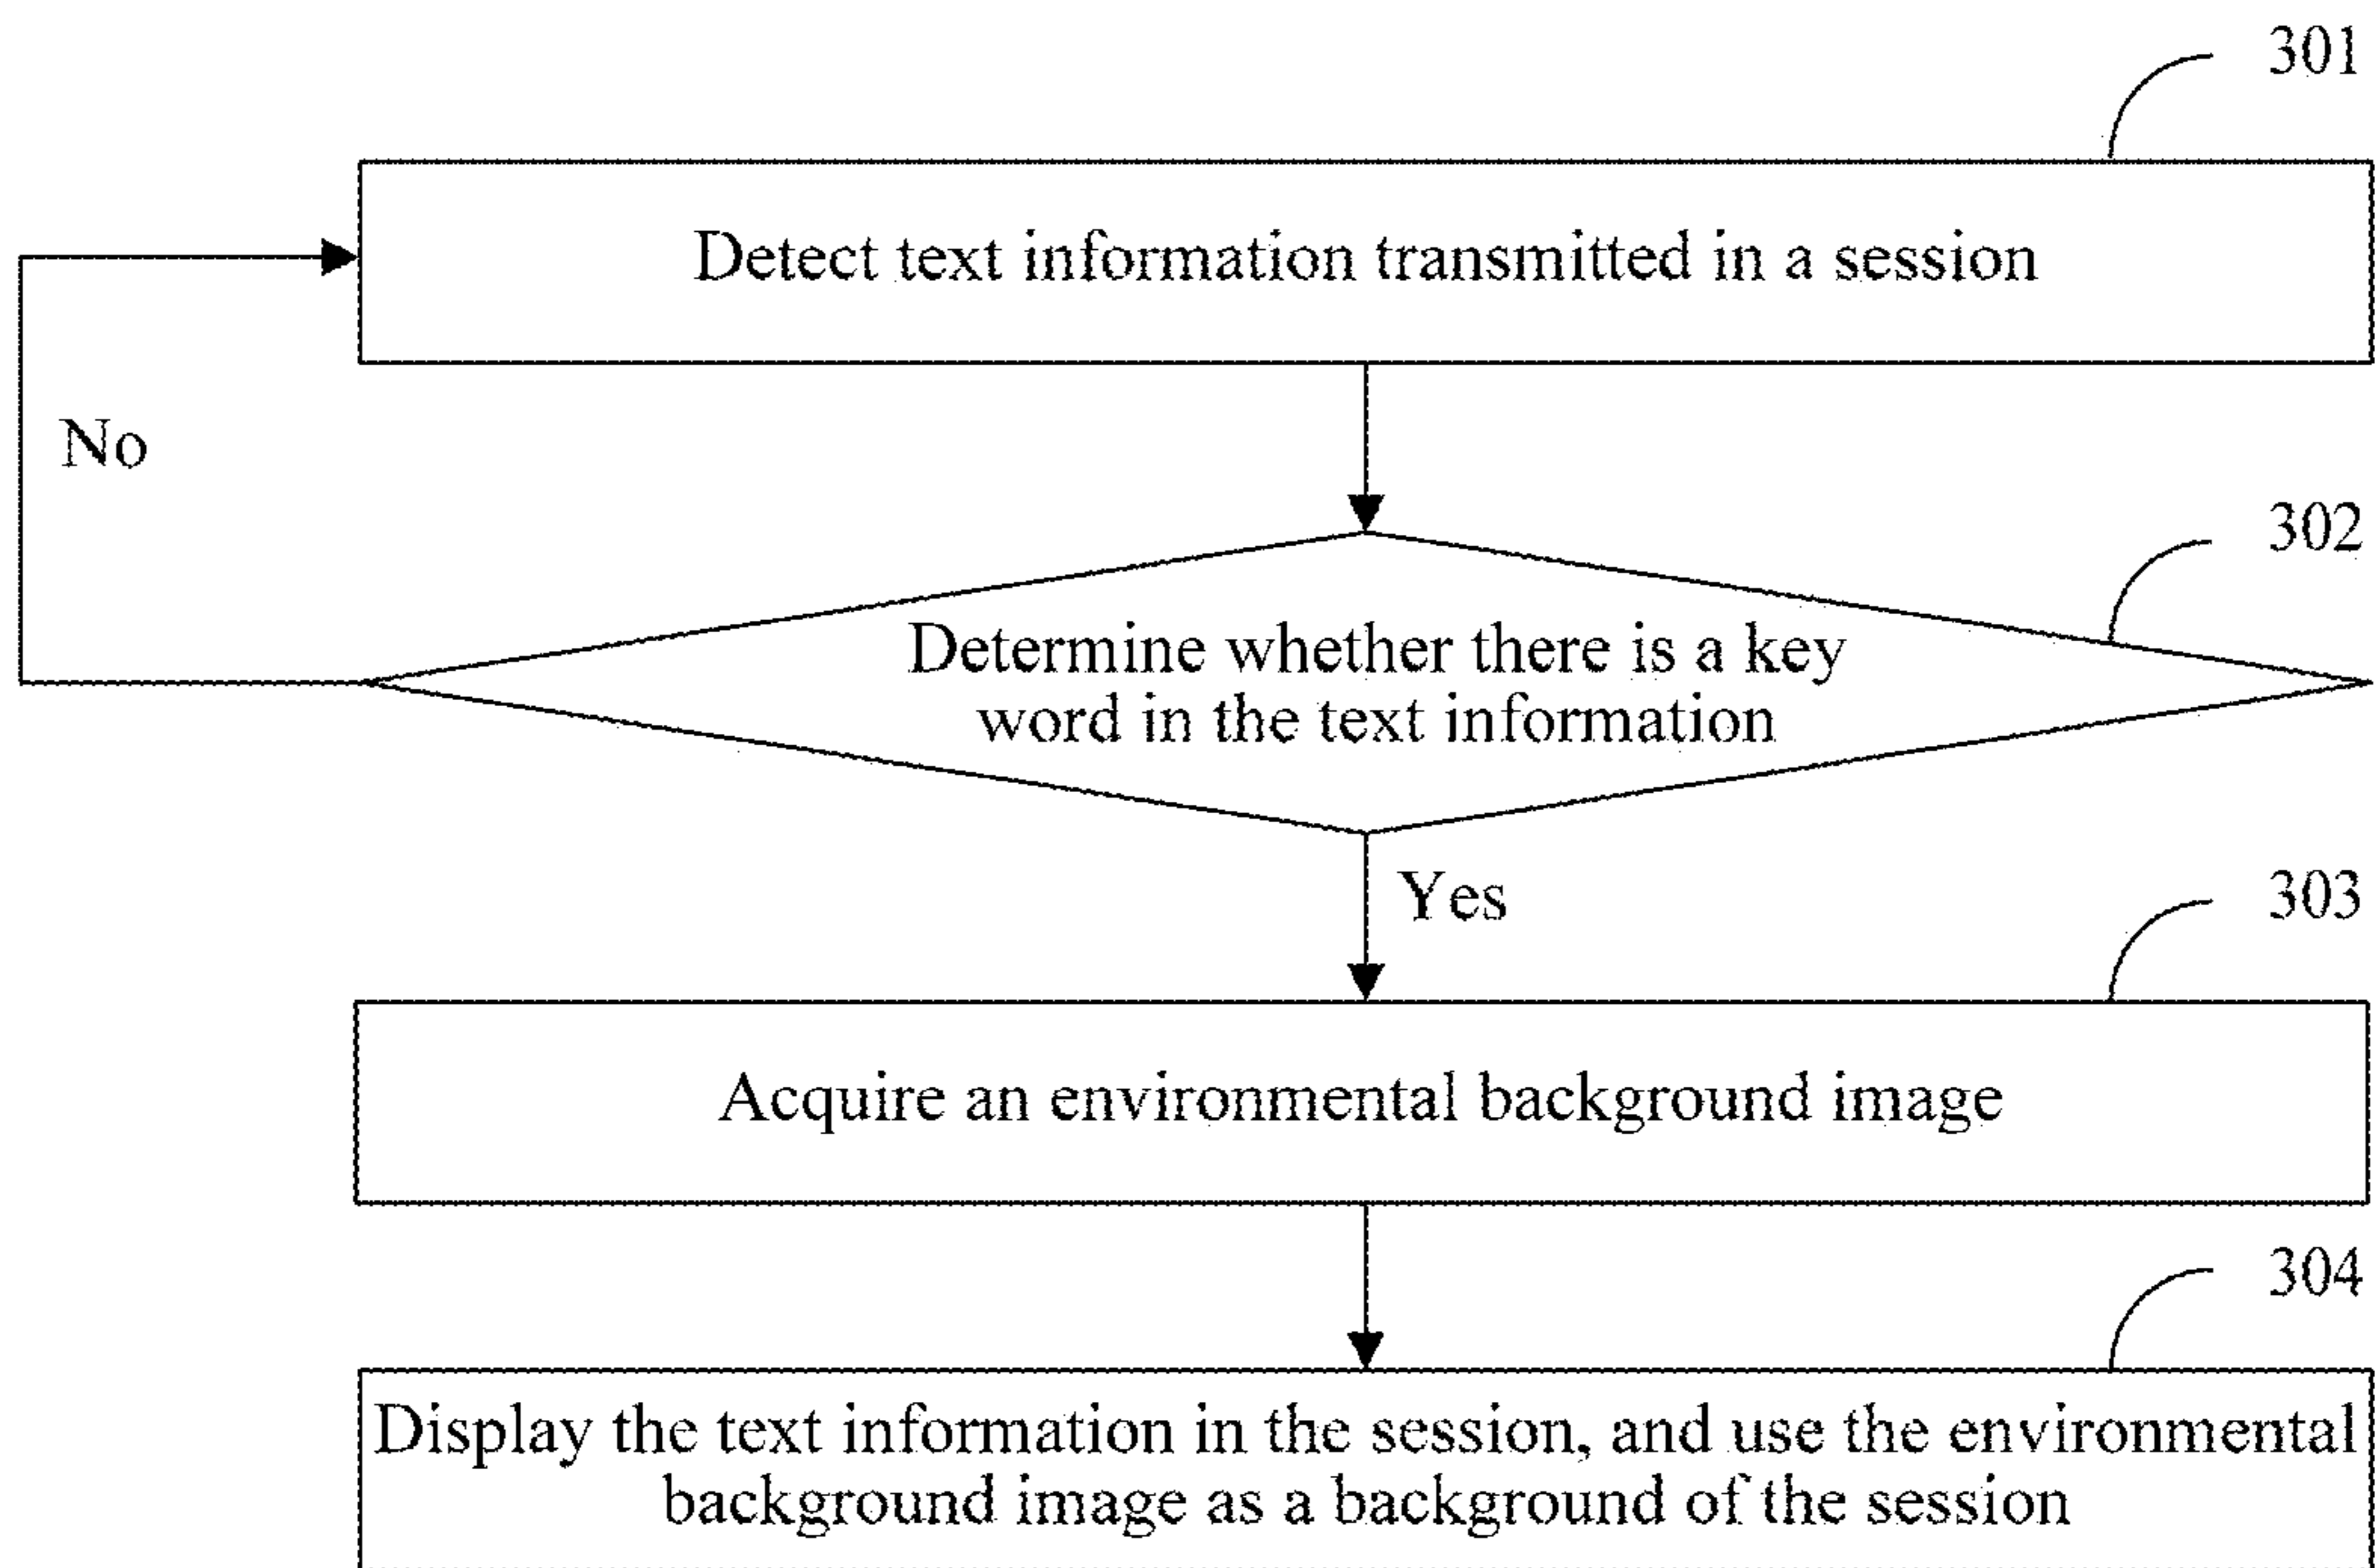 301
Detect text information transmitted in a session
No
302
Determine whether there is a key
word in the text information
Yes
303
Acquire an environmental background image
304
Display the text information in the session, and use the environmental
background image as a background of the session